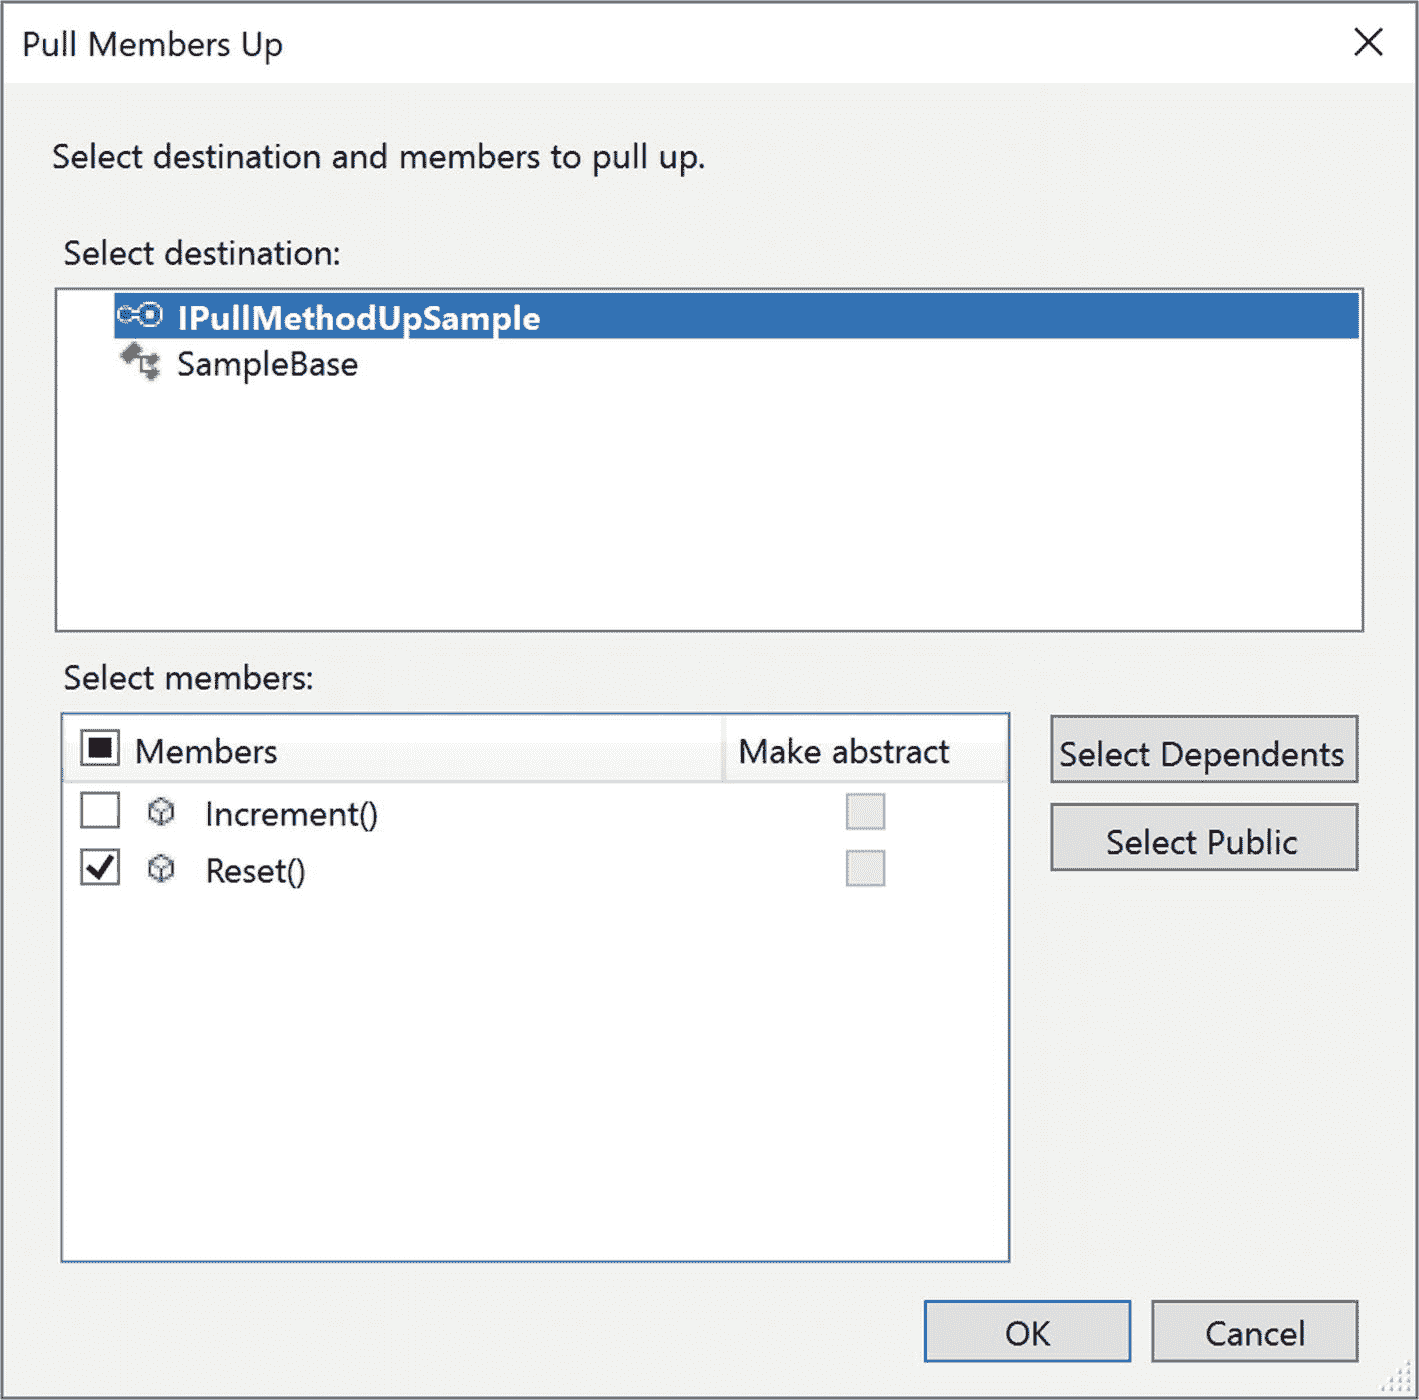 Pull Members Up
Select destination and members to pull up.
Select destination:
IPullMethodUpSample
SampleBase
Select members:
Members Make abstract
Select Dependents
Increment()
Select Public
Reset()
OK Cancel